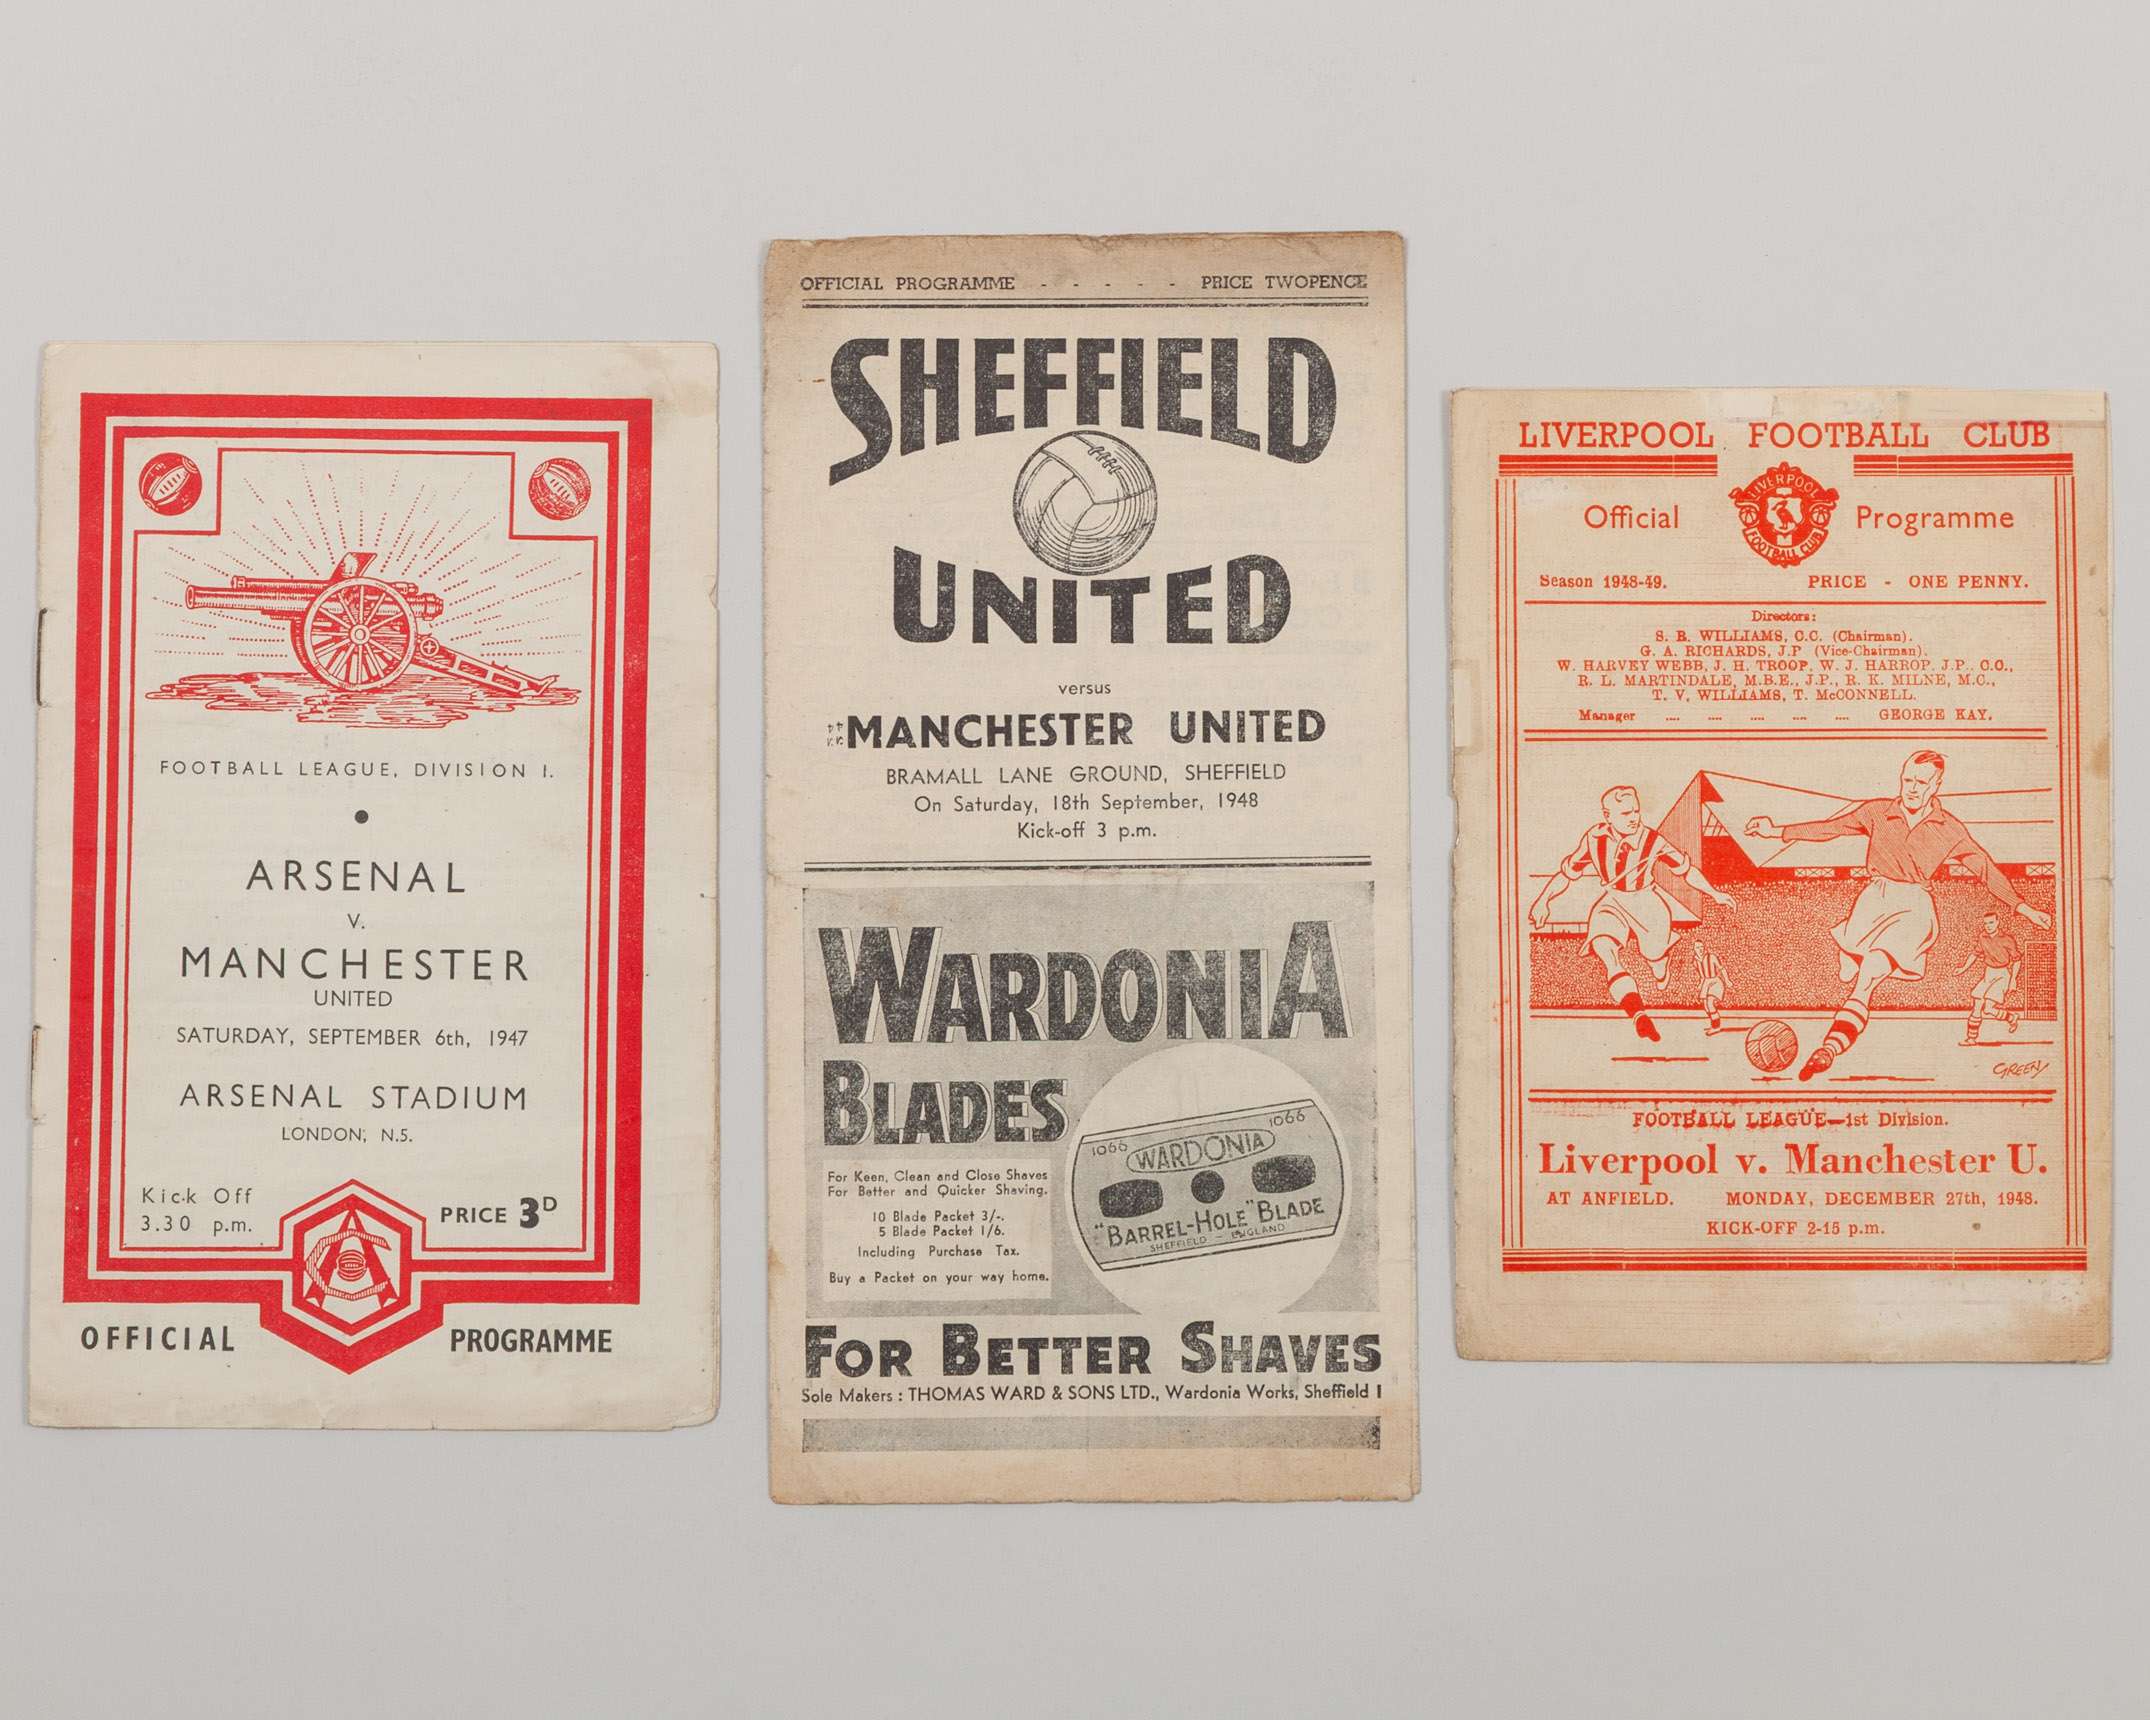 FOOTBALL LEAGUE, DIVISION 1.
ARSENAL
V.
MANCHESTER
UNITED
SATURDAY, SEPTEMBER 6th, 1947
ARSENAL STADIUM
LONDON, N.5.
Kick Off
3.30 p.m.
PRICE 3D
OFFICIAL PROGRAMME
OFFICIAL PROGRAMME - - - - - PRICE TWOPENCE
SHEFFIELD
UNITED
versus
MANCHESTER UNITED
BRAMALL LANE GROUND, SHEFFIELD
On Saturday, 18th September, 1948
Kick-off 3 p.m.
WARDONIA
BLADES
For Keen, Clean and Close Shaves
For Better and Quicker Shaving.
10 Blade Packet 3/-.
5 Blade Packet 1/6.
Including Purchase Tax.
Buy a Packet on your way home.
1066 1066
WARDONIA
"BARREL-HOLE" BLADE
SHEFFIELD - ENGLAND
FOR BETTER SHAVES
Sole Makers : THOMAS WARD & SONS LTD., Wardonia Works, Sheffield 1
LIVERPOOL FOOTBALL CLUB
Official Programme
LIVERPOOL
FOOTBALL CLUB
Season 1948-49. PRICE - ONE PENNY.
Directors:
S. R. WILLIAMS, C.C. (Chairman).
G. A. RICHARDS, J.P (Vice-Chairman).
W. HARVEY WEBB, J. H. TROOP, W. J. HARROP, J.P., C.C.,
R. L. MARTINDALE, M.B.E., J.P., R. K. MILNE, M.C.,
T. V. WILLIAMS, T. McCONNELL.
Manager .... .... .... .... .... GEORGE KAY.
GREEN
FOOTBALL LEAGUE—1st Division.
Liverpool v. Manchester U.
AT ANFIELD. MONDAY, DECEMBER 27th, 1948.
KICK-OFF 2-15 p.m.